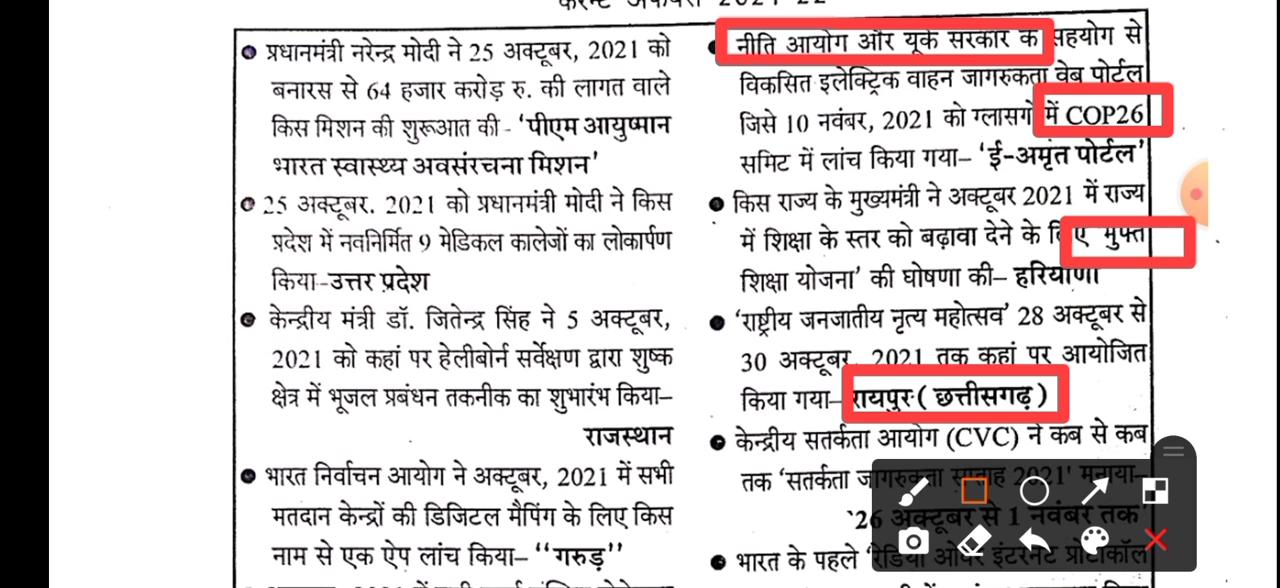 करेन्ट अफेयर्स 2021-22
प्रधानमंत्री नरेन्द्र मोदी ने 25 अक्टूबर, 2021 को
बनारस से 64 हजार करोड़ रु. की लागत वाले
किस मिशन की शुरूआत की - 'पीएम आयुष्मान
भारत स्वास्थ्य अवसंरचना मिशन'
25 अक्टूबर. 2021 को प्रधानमंत्री मोदी ने किस
प्रदेश में नवनिर्मित 9 मेडिकल कालेजों का लोकार्पण
किया-उत्तर प्रदेश
केन्द्रीय मंत्री डॉ. जितेन्द्र सिंह ने 5 अक्टूबर,
2021 को कहां पर हेलीबोर्न सर्वेक्षण द्वारा शुष्क
क्षेत्र में भूजल प्रबंधन तकनीक का शुभारंभ किया–
राजस्थान
भारत निर्वाचन आयोग ने अक्टूबर, 2021 में सभी
मतदान केन्द्रों की डिजिटल मैपिंग के लिए किस
नाम से एक ऐप लांच किया– "गरुड़"
नीति आयोग और यूके सरकार के सहयोग से
विकसित इलेक्ट्रिक वाहन जागरुकता वेब पोर्टल
जिसे 10 नवंबर, 2021 को ग्लासगो में COP26
समिट में लांच किया गया– 'ई-अमृत पोर्टल'
किस राज्य के मुख्यमंत्री ने अक्टूबर 2021 में राज्य
में शिक्षा के स्तर को बढ़ावा देने के लिए 'मुफ्त
शिक्षा योजना' की घोषणा की– हरियाणा
'राष्ट्रीय जनजातीय नृत्य महोत्सव' 28 अक्टूबर से
30 अक्टूबर, 2021 तक कहां पर आयोजित
किया गया– रायपुर ( छत्तीसगढ़ )
केन्द्रीय सतर्कता आयोग (CVC) ने कब से कब
तक 'सतर्कता जागरुकता सप्ताह 2021' मनाया–
'26 अक्टूबर से 1 नवंबर तक'
भारत के पहले 'रेडियो ओवर इंटरनेट प्रोटोकॉल